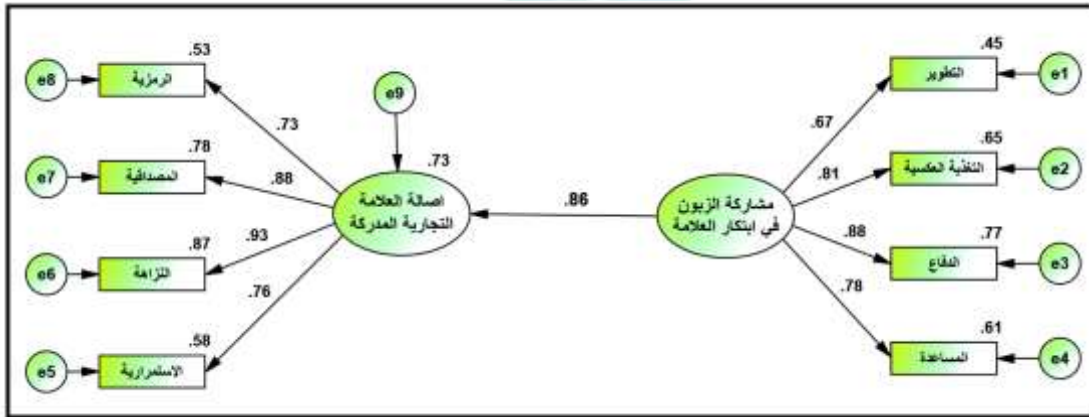 .53
.45
e8
الرمزية
e9
التطوير
e1
.73
.67
.78
.73
.65
e7
المصداقية
.88
اصالة العلامة
التجارية المدركة
.86
مشاركة الزبون
في ابتكار العلامة
.81
التغذية العكسية
e2
.87
.93
.88
.77
e6
النزاهة
الدفاع
e3
.76
.78
.58
.61
e5
الاستمرارية
المساعدة
e4